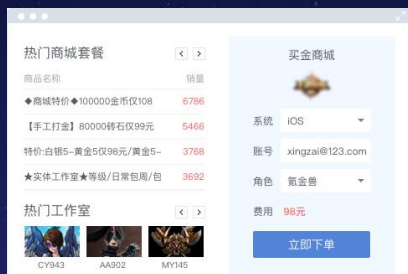 热门商城套餐
商品名称 销量
◆商城特价◆100000金币仅108 6786
【手工打金】80000砖石仅99元 5466
特价:白银5-黄金5仅98元/黄金5- 3768
★实体工作室★等级/日常包周/包 3692
热门工作室
CY943 AA902 MY145
买金商城
系统 iOS
账号 xingzai@123.com
角色 氪金兽
费用 98元
立即下单